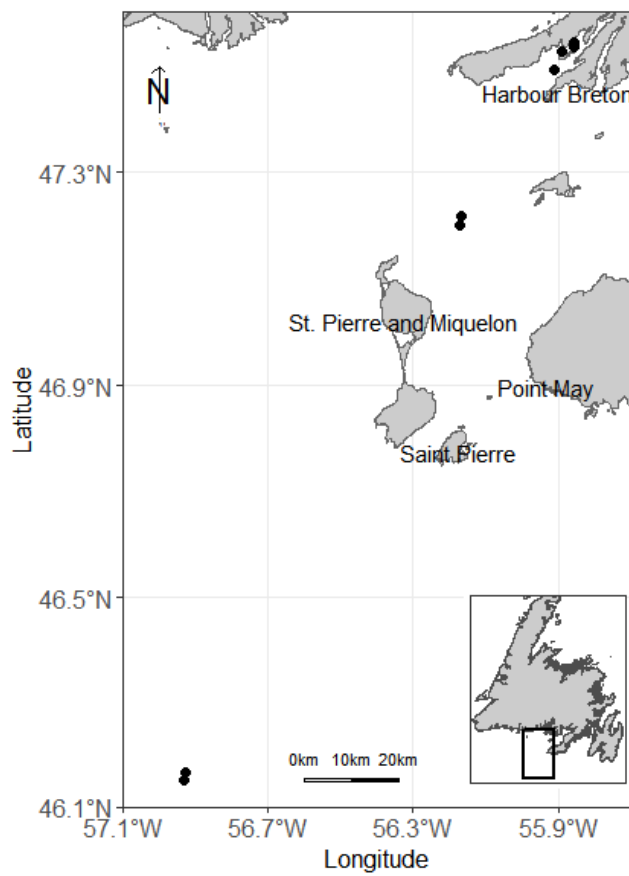 N
Harbour Breton
47.3°N
St. Pierre and Miquelon
46.9°N
Point May
Latitude
Saint Pierre
46.5°N
0km 10km 20km
46.1°N
57.1°W 56.7°W 56.3°W 55.9°W
Longitude